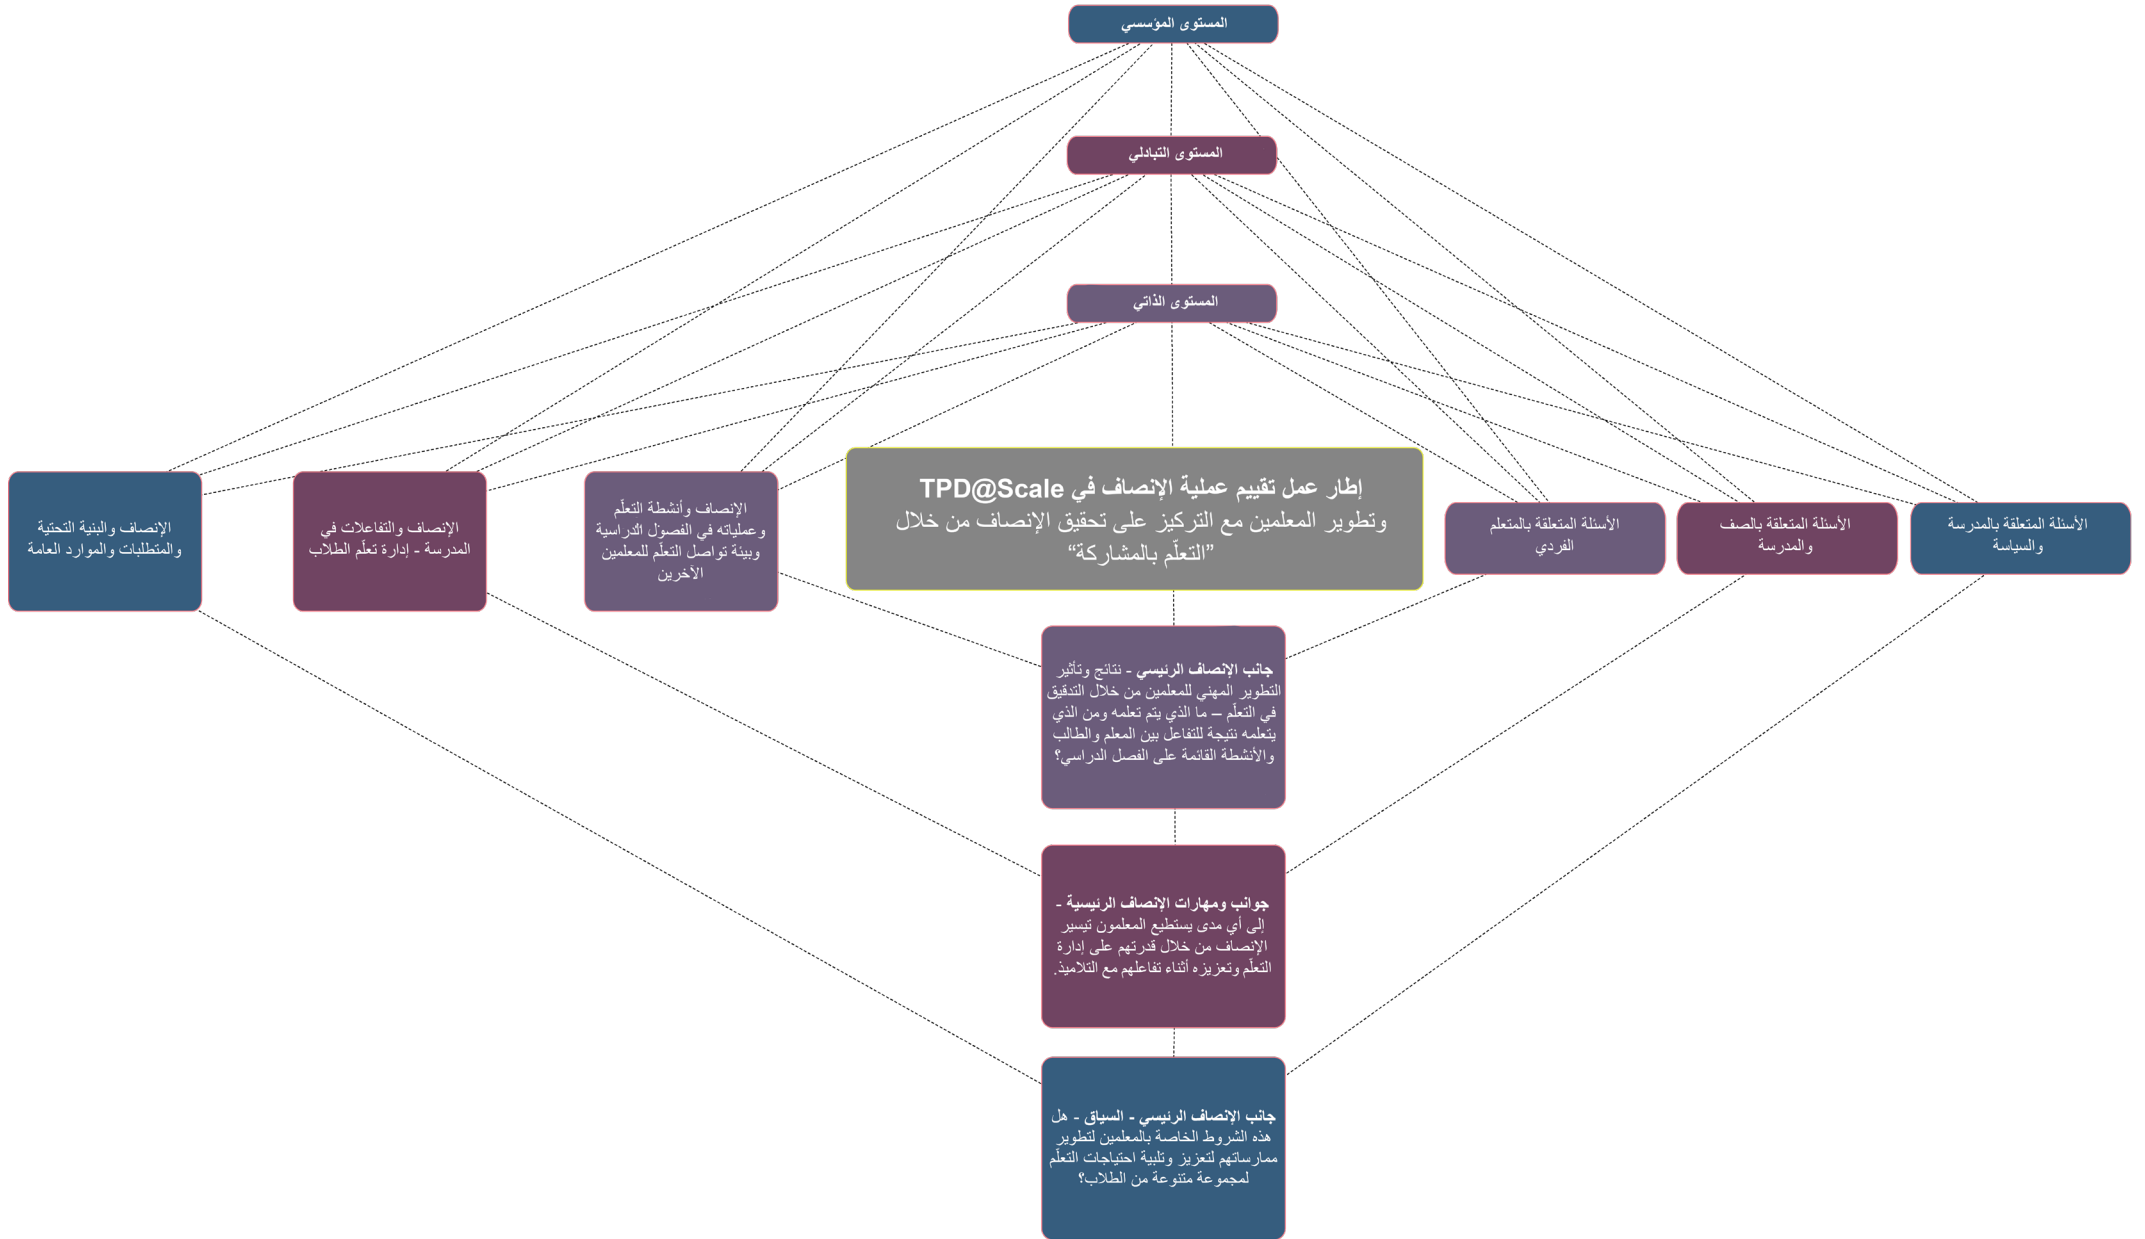 المستوى المؤسسي
المستوى التبادلي
المستوى الذاتي
إطار عمل تقييم عملية الإنصاف في TPD@Scale
وتطوير المعلمين مع التركيز على تحقيق الإنصاف من خلال
”التعلّم بالمشاركة“
الأسئلة المتعلقة بالمدرسة
والسياسة
الأسئلة المتعلقة بالصف
والمدرسة
الأسئلة المتعلقة بالمتعلم
الفردي
الإنصاف وأنشطة التعلّم
وعملياته في الفصول الدراسية
وبيئة تواصل التعلّم للمعلمين
الآخرين
الإنصاف والتفاعلات في
المدرسة - إدارة تعلّم الطلاب
الإنصاف والبنية التحتية
والمتطلبات والموارد العامة
جانب الإنصاف الرئيسي - نتائج وتأثير
التطوير المهني للمعلمين من خلال التدقيق
في التعلّم – ما الذي يتم تعلمه ومن الذي
يتعلمه نتيجة للتفاعل بين المعلم والطالب
والأنشطة القائمة على الفصل الدراسي؟
جوانب ومهارات الإنصاف الرئيسية -
إلى أي مدى يستطيع المعلمون تيسير
الإنصاف من خلال قدرتهم على إدارة
التعلّم وتعزيزه أثناء تفاعلهم مع التلاميذ.
جانب الإنصاف الرئيسي - السياق - هل
هذه الشروط الخاصة بالمعلمين لتطوير
ممارساتهم لتعزيز وتلبية احتياجات التعلّم
لمجموعة متنوعة من الطلاب؟